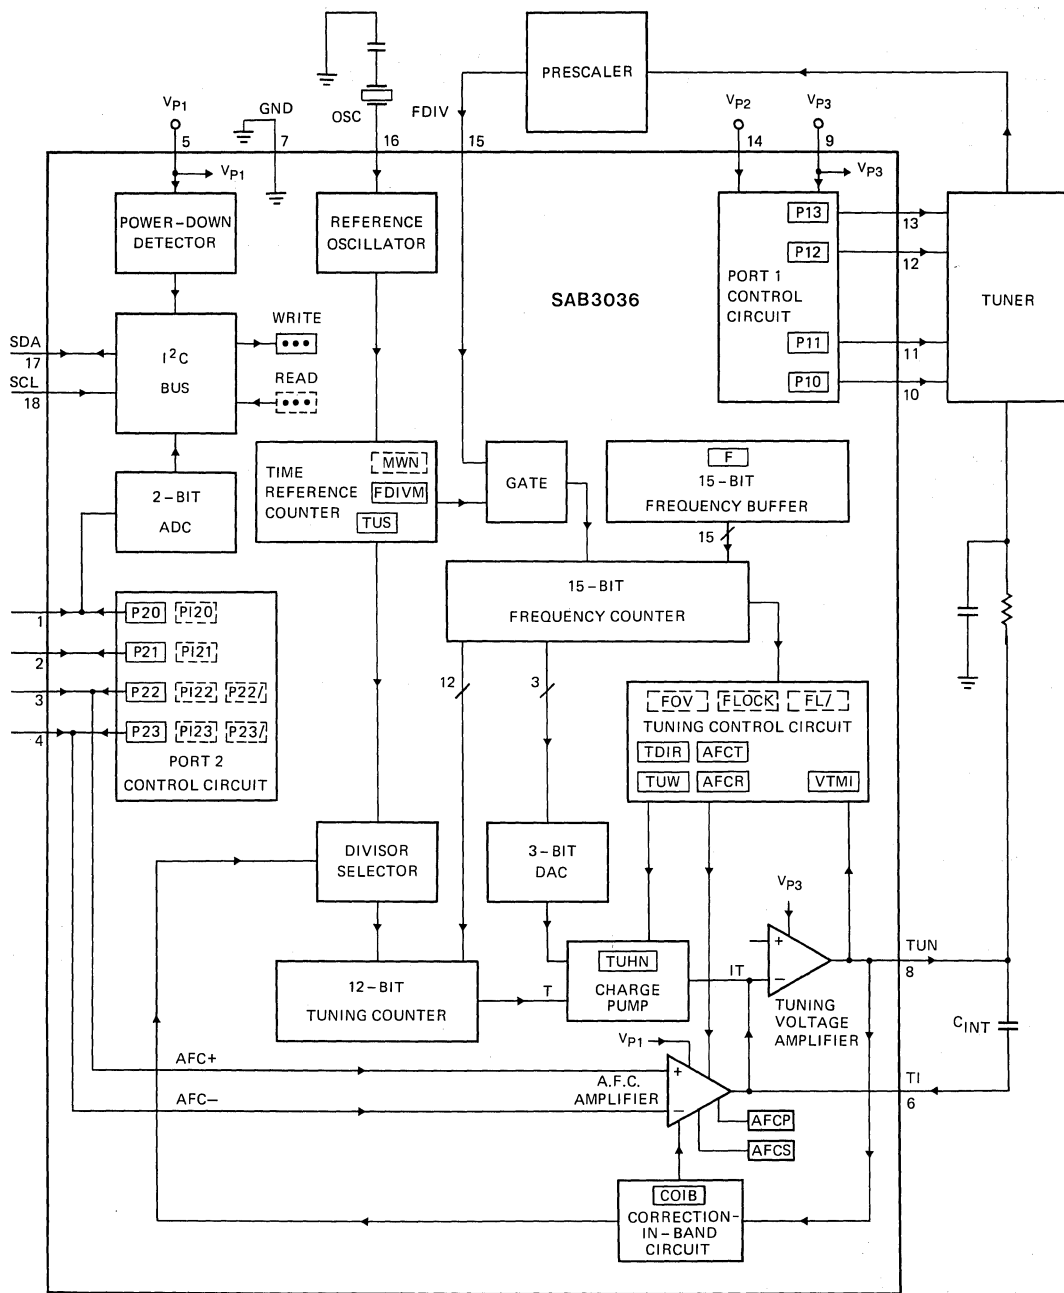 PRESCALER
VP1
GND
OSC
FDIV
VP2
VP3
5
7
16
15
14
9
VP1
VP3
POWER-DOWN
DETECTOR
REFERENCE
OSCILLATOR
SAB3036
P13
P12
PORT 1
CONTROL
CIRCUIT
P11
P10
13
12
11
10
TUNER
SDA
17
SCL
18
I²C
BUS
WRITE
READ
2-BIT
ADC
TIME
REFERENCE
COUNTER
MWN
FDIVM
TUS
GATE
F
15-BIT
FREQUENCY BUFFER
15
15-BIT
FREQUENCY COUNTER
1
P20 PI20
2
P21 PI21
3
P22 PI22 P22/
4
P23 PI23 P23/
PORT 2
CONTROL CIRCUIT
12
3
FOV FLOCK FL/
TUNING CONTROL CIRCUIT
TDIR AFCT
TUW AFCR VTMI
DIVISOR
SELECTOR
3-BIT
DAC
VP3
+
−
TUN
8
12-BIT
TUNING COUNTER
T
TUHN
CHARGE
PUMP
IT
TUNING
VOLTAGE
AMPLIFIER
CINT
VP1
AFC+
AFC−
A.F.C.
AMPLIFIER
+
−
TI
6
AFCP
AFCS
COIB
CORRECTION-
IN-BAND
CIRCUIT